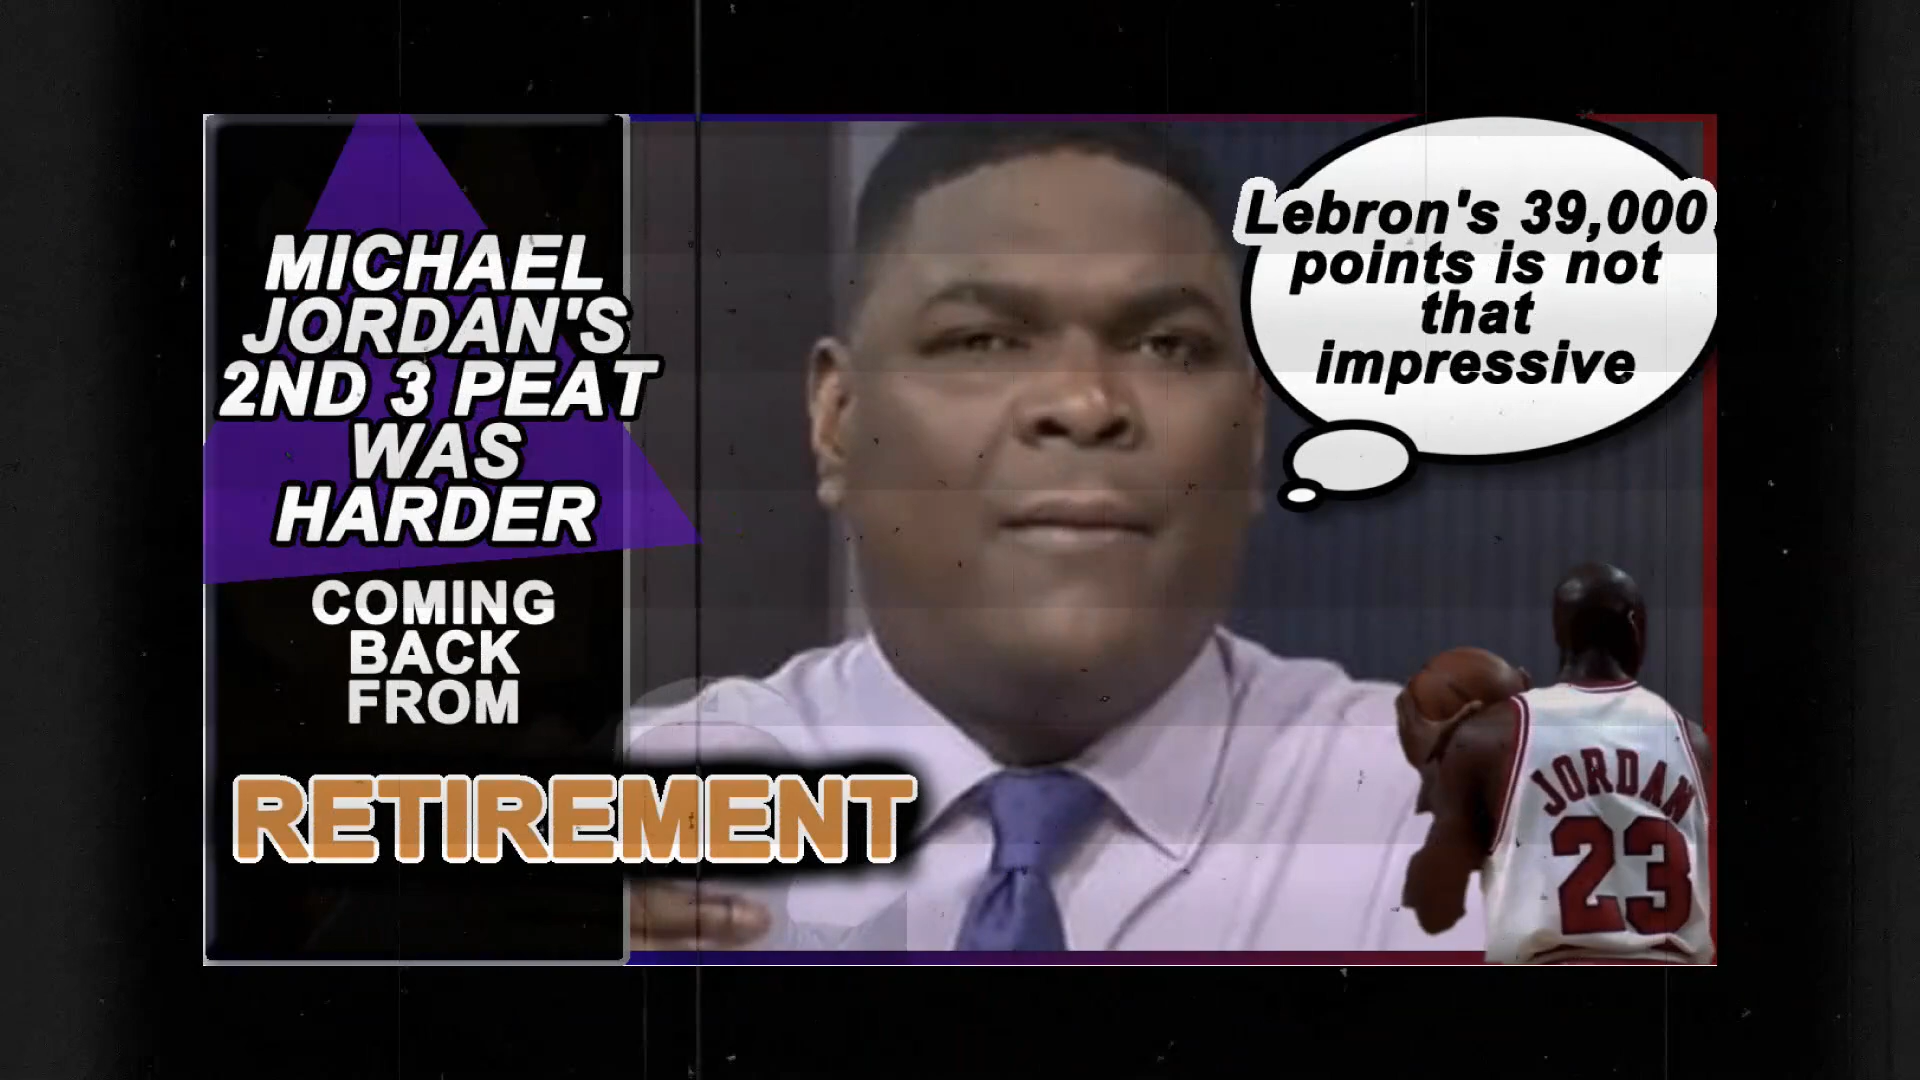 MICHAEL
JORDAN'S
2ND 3 PEAT
WAS
HARDER
COMING
BACK
FROM
RETIREMENT
Lebron's 39,000
points is not
that
impressive
JORDAN
23